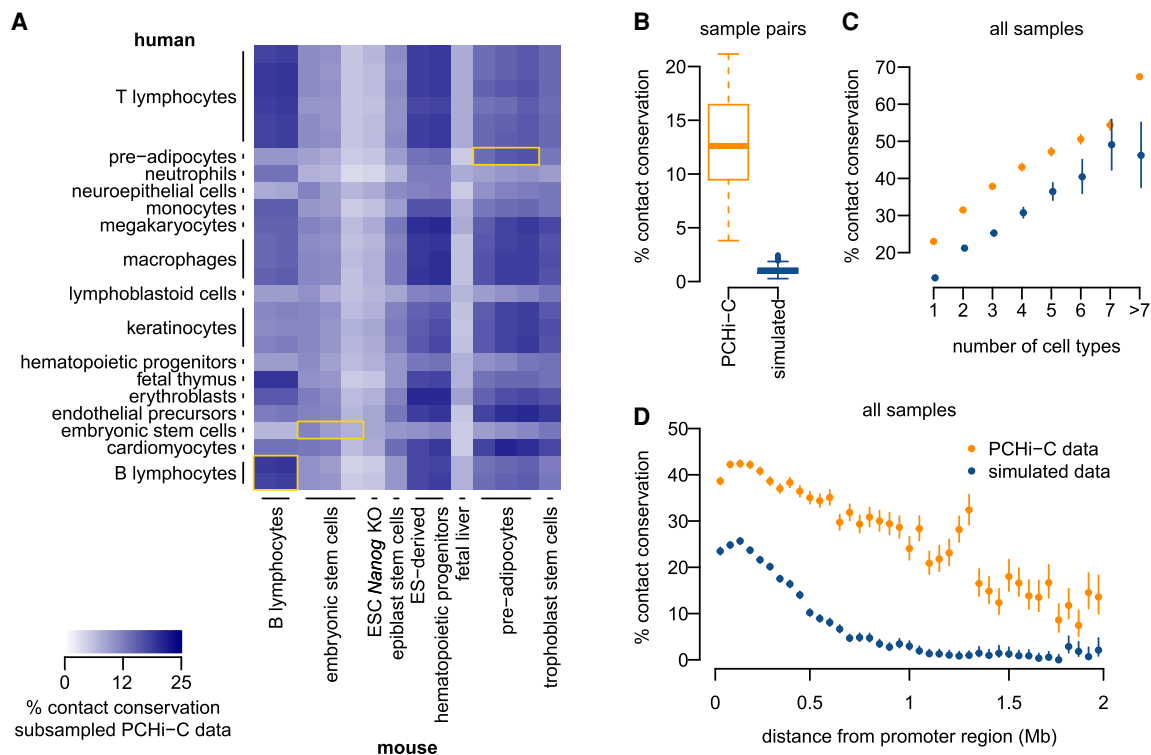 A
human
T lymphocytes
pre−adipocytes
neutrophils
neuroepithelial cells
monocytes
megakaryocytes
macrophages
lymphoblastoid cells
keratinocytes
hematopoietic progenitors
fetal thymus
erythroblasts
endothelial precursors
embryonic stem cells
cardiomyocytes
B lymphocytes
B lymphocytes
embryonic stem cells
ESC Nanog KO
epiblast stem cells
ES−derived
hematopoietic progenitors
fetal liver
pre−adipocytes
trophoblast stem cells
mouse
0 12 25
% contact conservation
subsampled PCHi−C data
B
sample pairs
% contact conservation
20
15
10
5
0
PCHi−C
simulated
C
all samples
% contact conservation
70
60
50
40
30
20
1 2 3 4 5 6 7 >7
number of cell types
D
all samples
% contact conservation
50
40
30
20
10
0
PCHi−C data
simulated data
0 0.5 1 1.5 2
distance from promoter region (Mb)